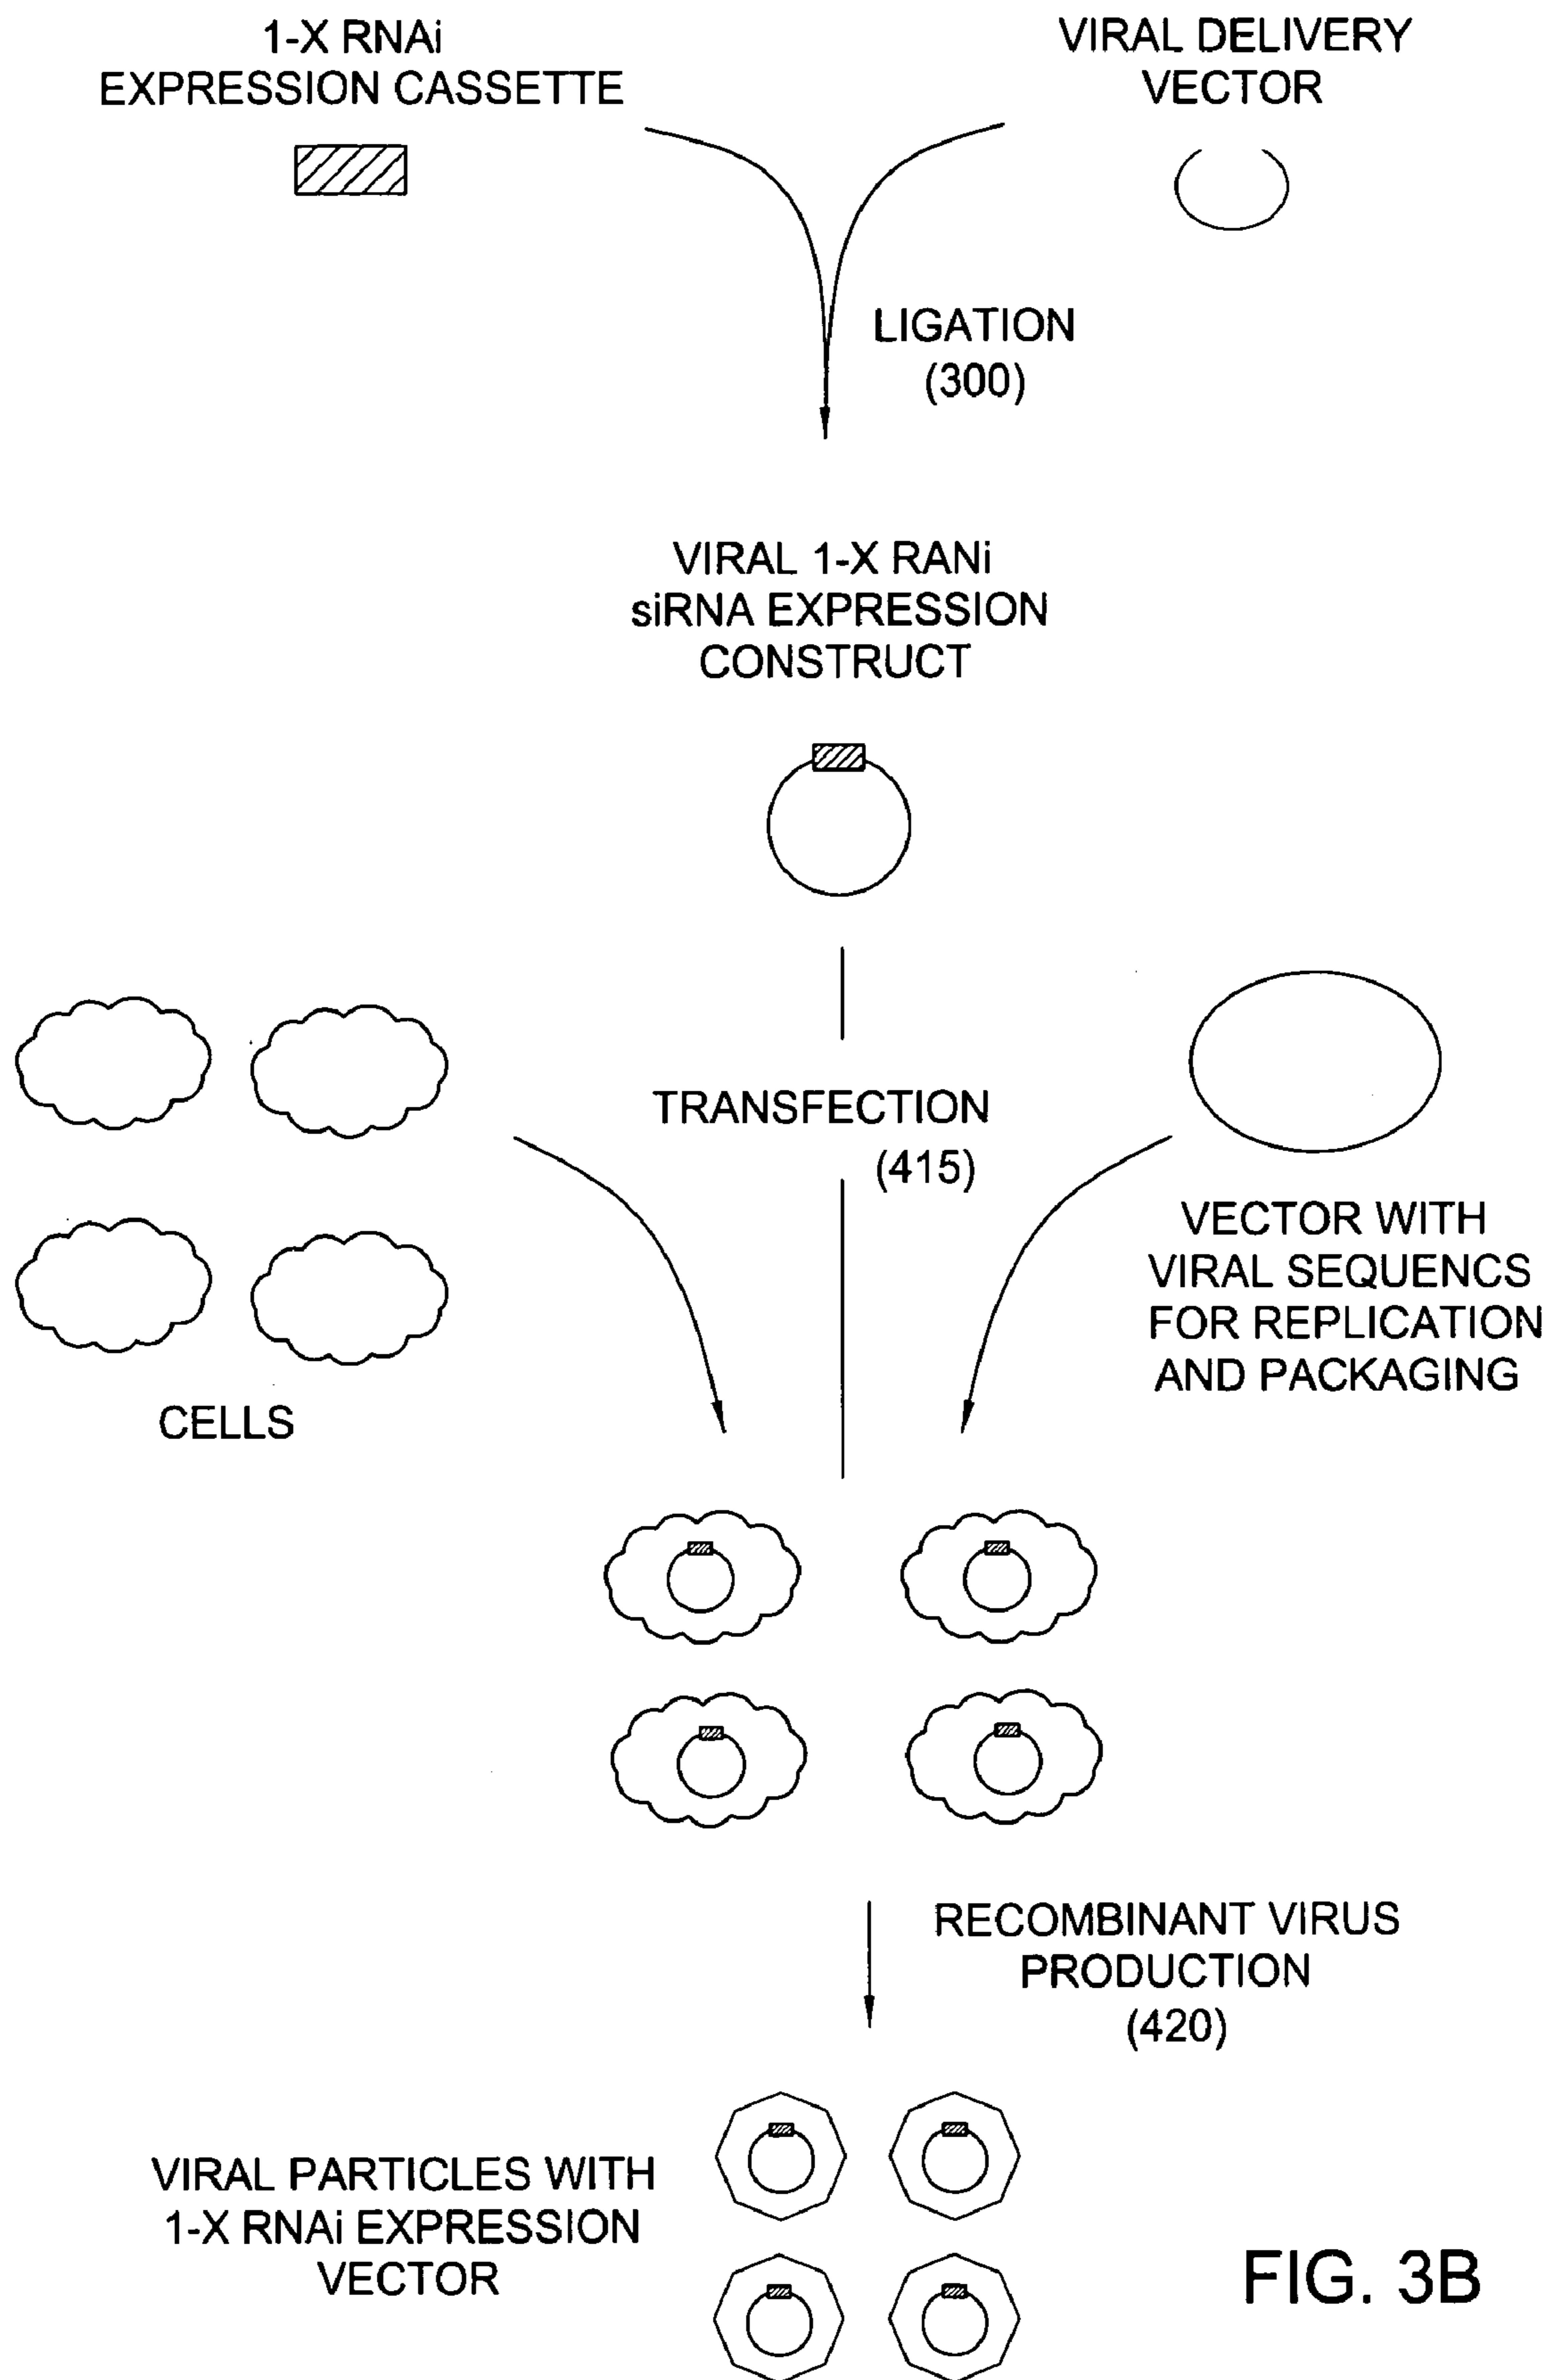 1-X RNAi
EXPRESSION CASSETTE
VIRAL DELIVERY
VECTOR
LIGATION
(300)
VIRAL 1-X RANi
siRNA EXPRESSION
CONSTRUCT
TRANSFECTION
(415)
VECTOR WITH
VIRAL SEQUENCS
FOR REPLICATION
AND PACKAGING
CELLS
RECOMBINANT VIRUS
PRODUCTION
(420)
VIRAL PARTICLES WITH
1-X RNAi EXPRESSION
VECTOR
FIG. 3B